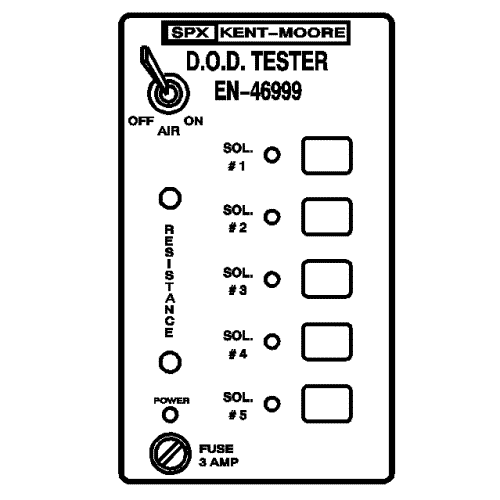 SPX KENT-MOORE
D.O.D. TESTER
EN-46999
OFF ON
AIR
SOL.
#1
SOL.
#2
SOL.
#3
SOL.
#4
SOL.
#5
RESISTANCE
POWER
FUSE
3 AMP